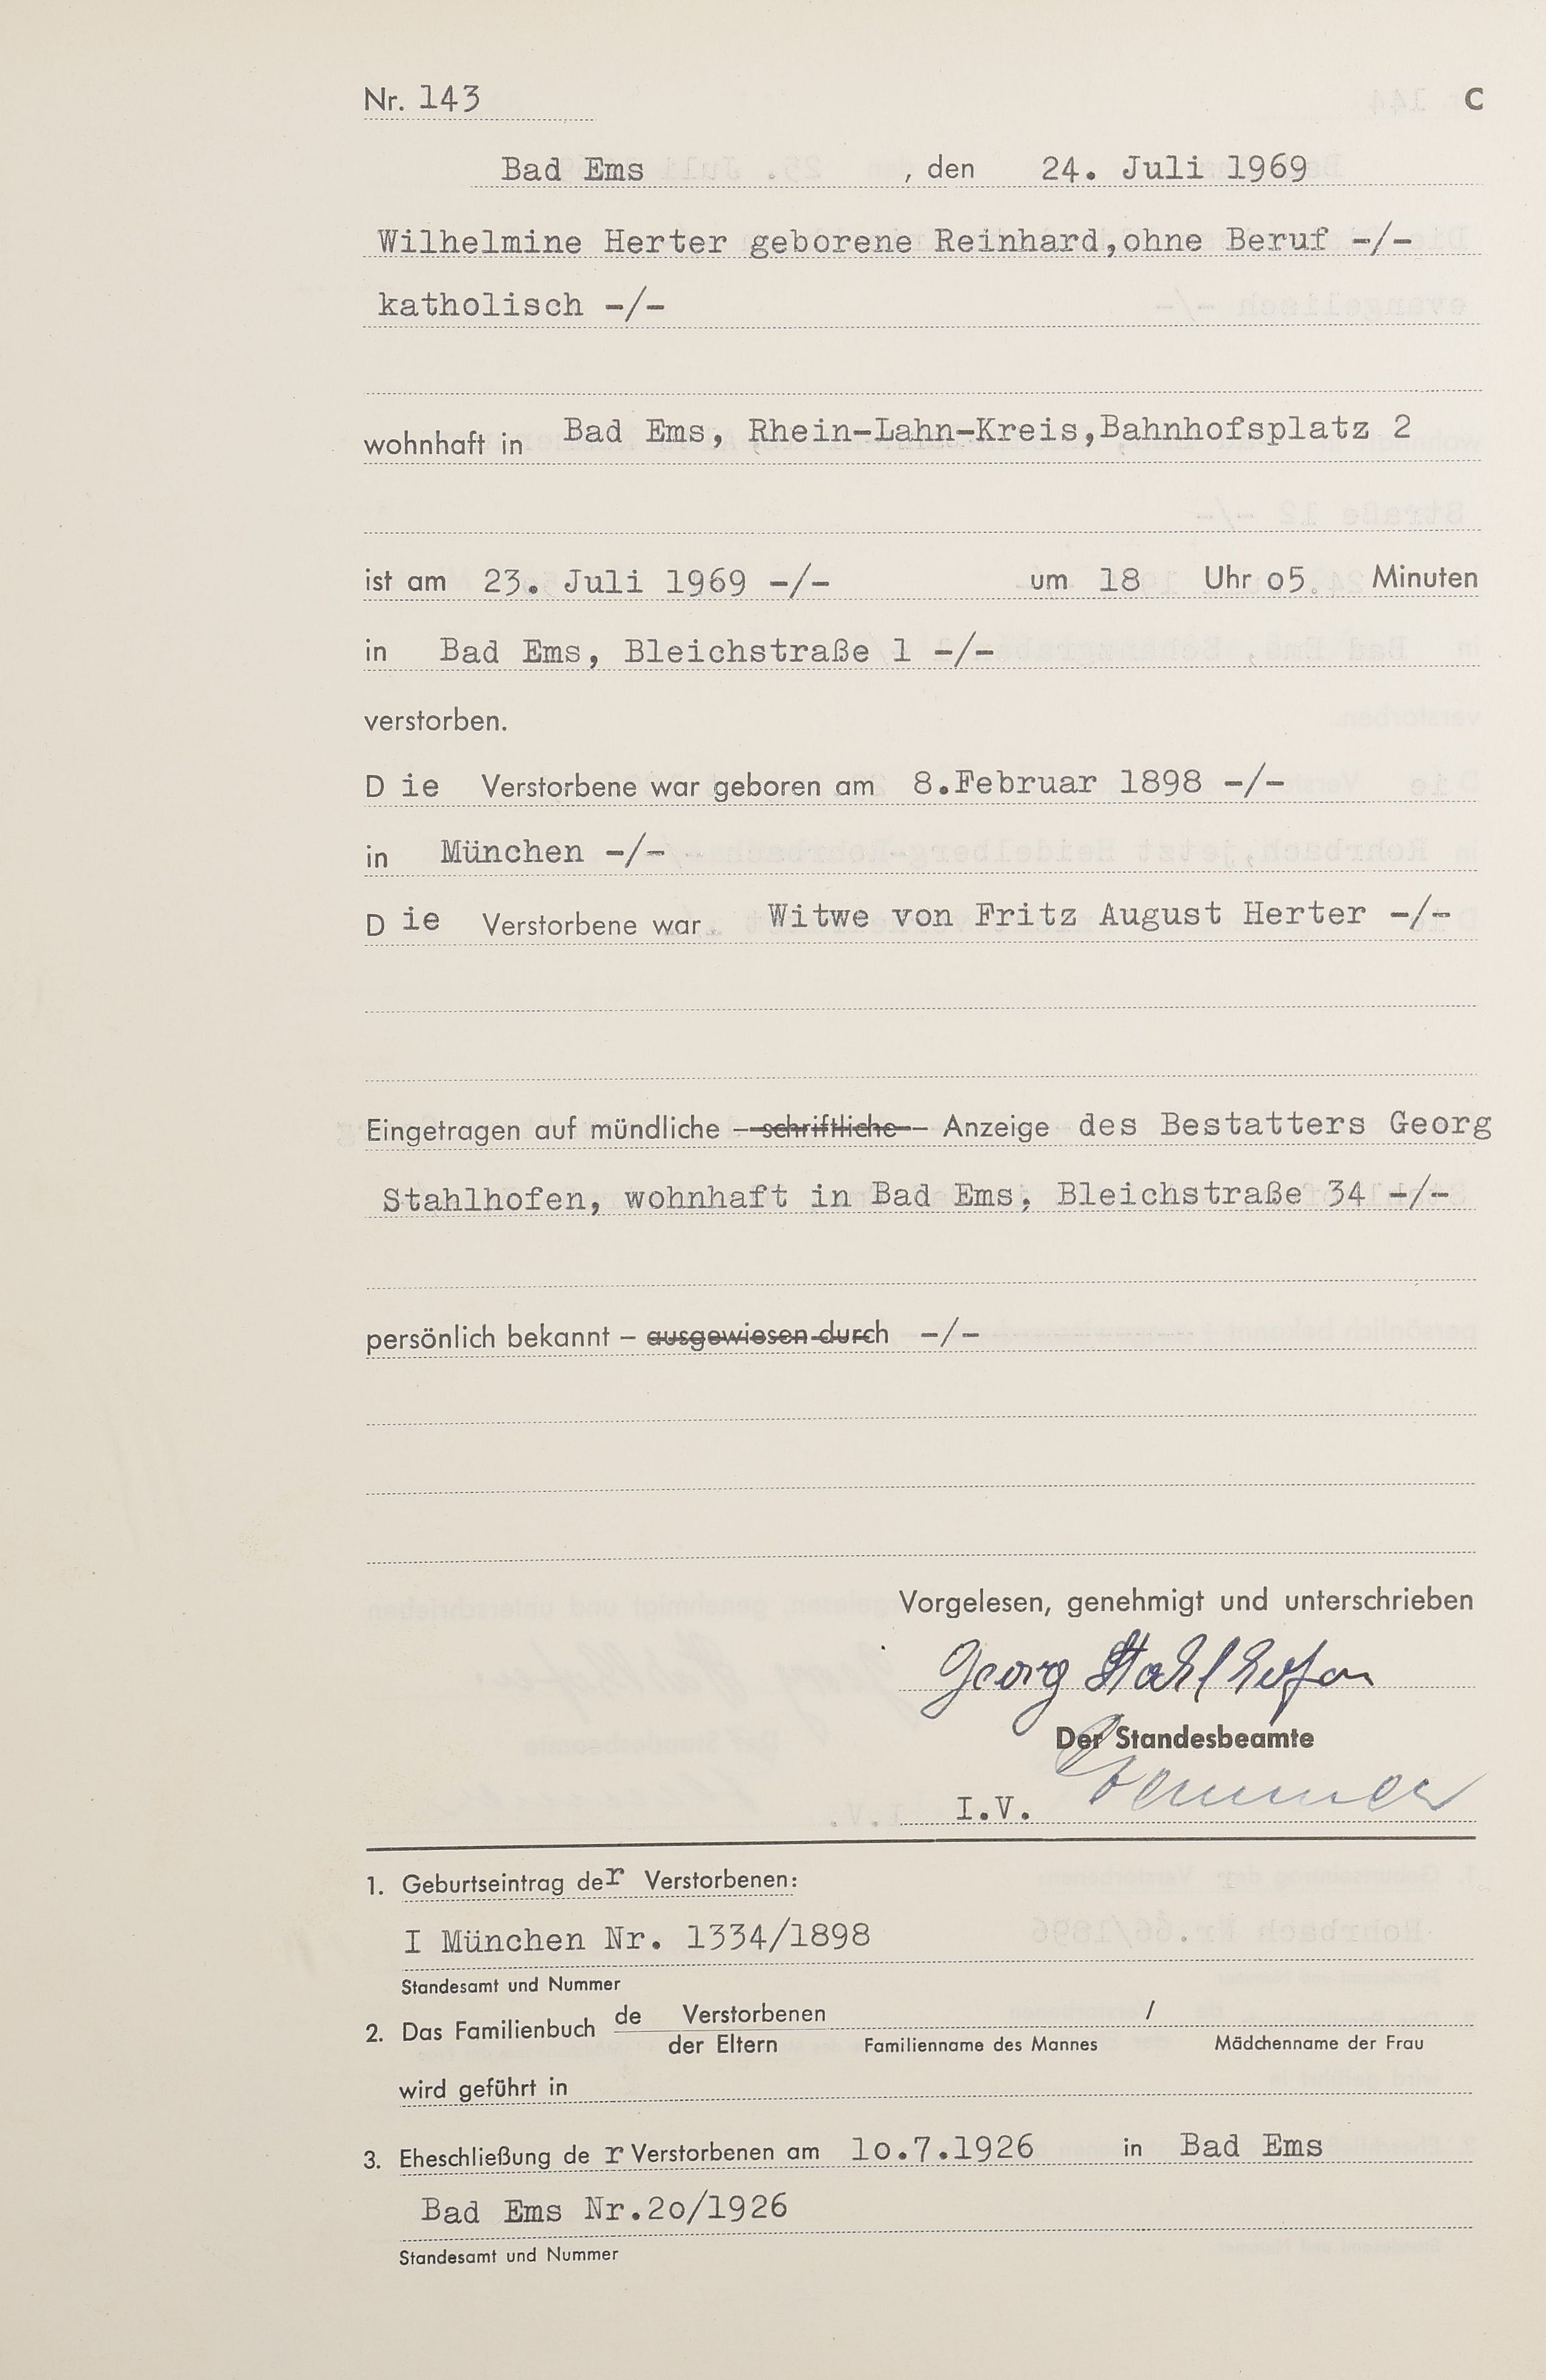 Nr. 143
C
Bad Ems , den 24. Juli 1969
Wilhelmine Herter geborene Reinhard,ohne Beruf -/-
katholisch -/-
wohnhaft in Bad Ems, Rhein-Lahn-Kreis,Bahnhofsplatz 2
ist am 23. Juli 1969 -/- um 18 Uhr o5 Minuten
in Bad Ems, Bleichstraße 1 -/-
verstorben.
D ie Verstorbene war geboren am 8.Februar 1898 -/-
in München -/-
D ie Verstorbene war Witwe von Fritz August Herter -/-
Eingetragen auf mündliche — schriftliche — Anzeige des Bestatters Georg
Stahlhofen, wohnhaft in Bad Ems, Bleichstraße 34 -/-
persönlich bekannt – ausgewiesen durch -/-
Vorgelesen, genehmigt und unterschrieben
Georg Stahlhofen
Der Standesbeamte
I.V.
1. Geburtseintrag der Verstorbenen:
I München Nr. 1334/1898
Standesamt und Nummer
2. Das Familienbuch de Verstorbenen /
der Eltern Familienname des Mannes Mädchenname der Frau
wird geführt in
3. Eheschließung de r Verstorbenen am 1o.7.1926 in Bad Ems
Bad Ems Nr.2o/1926
Standesamt und Nummer